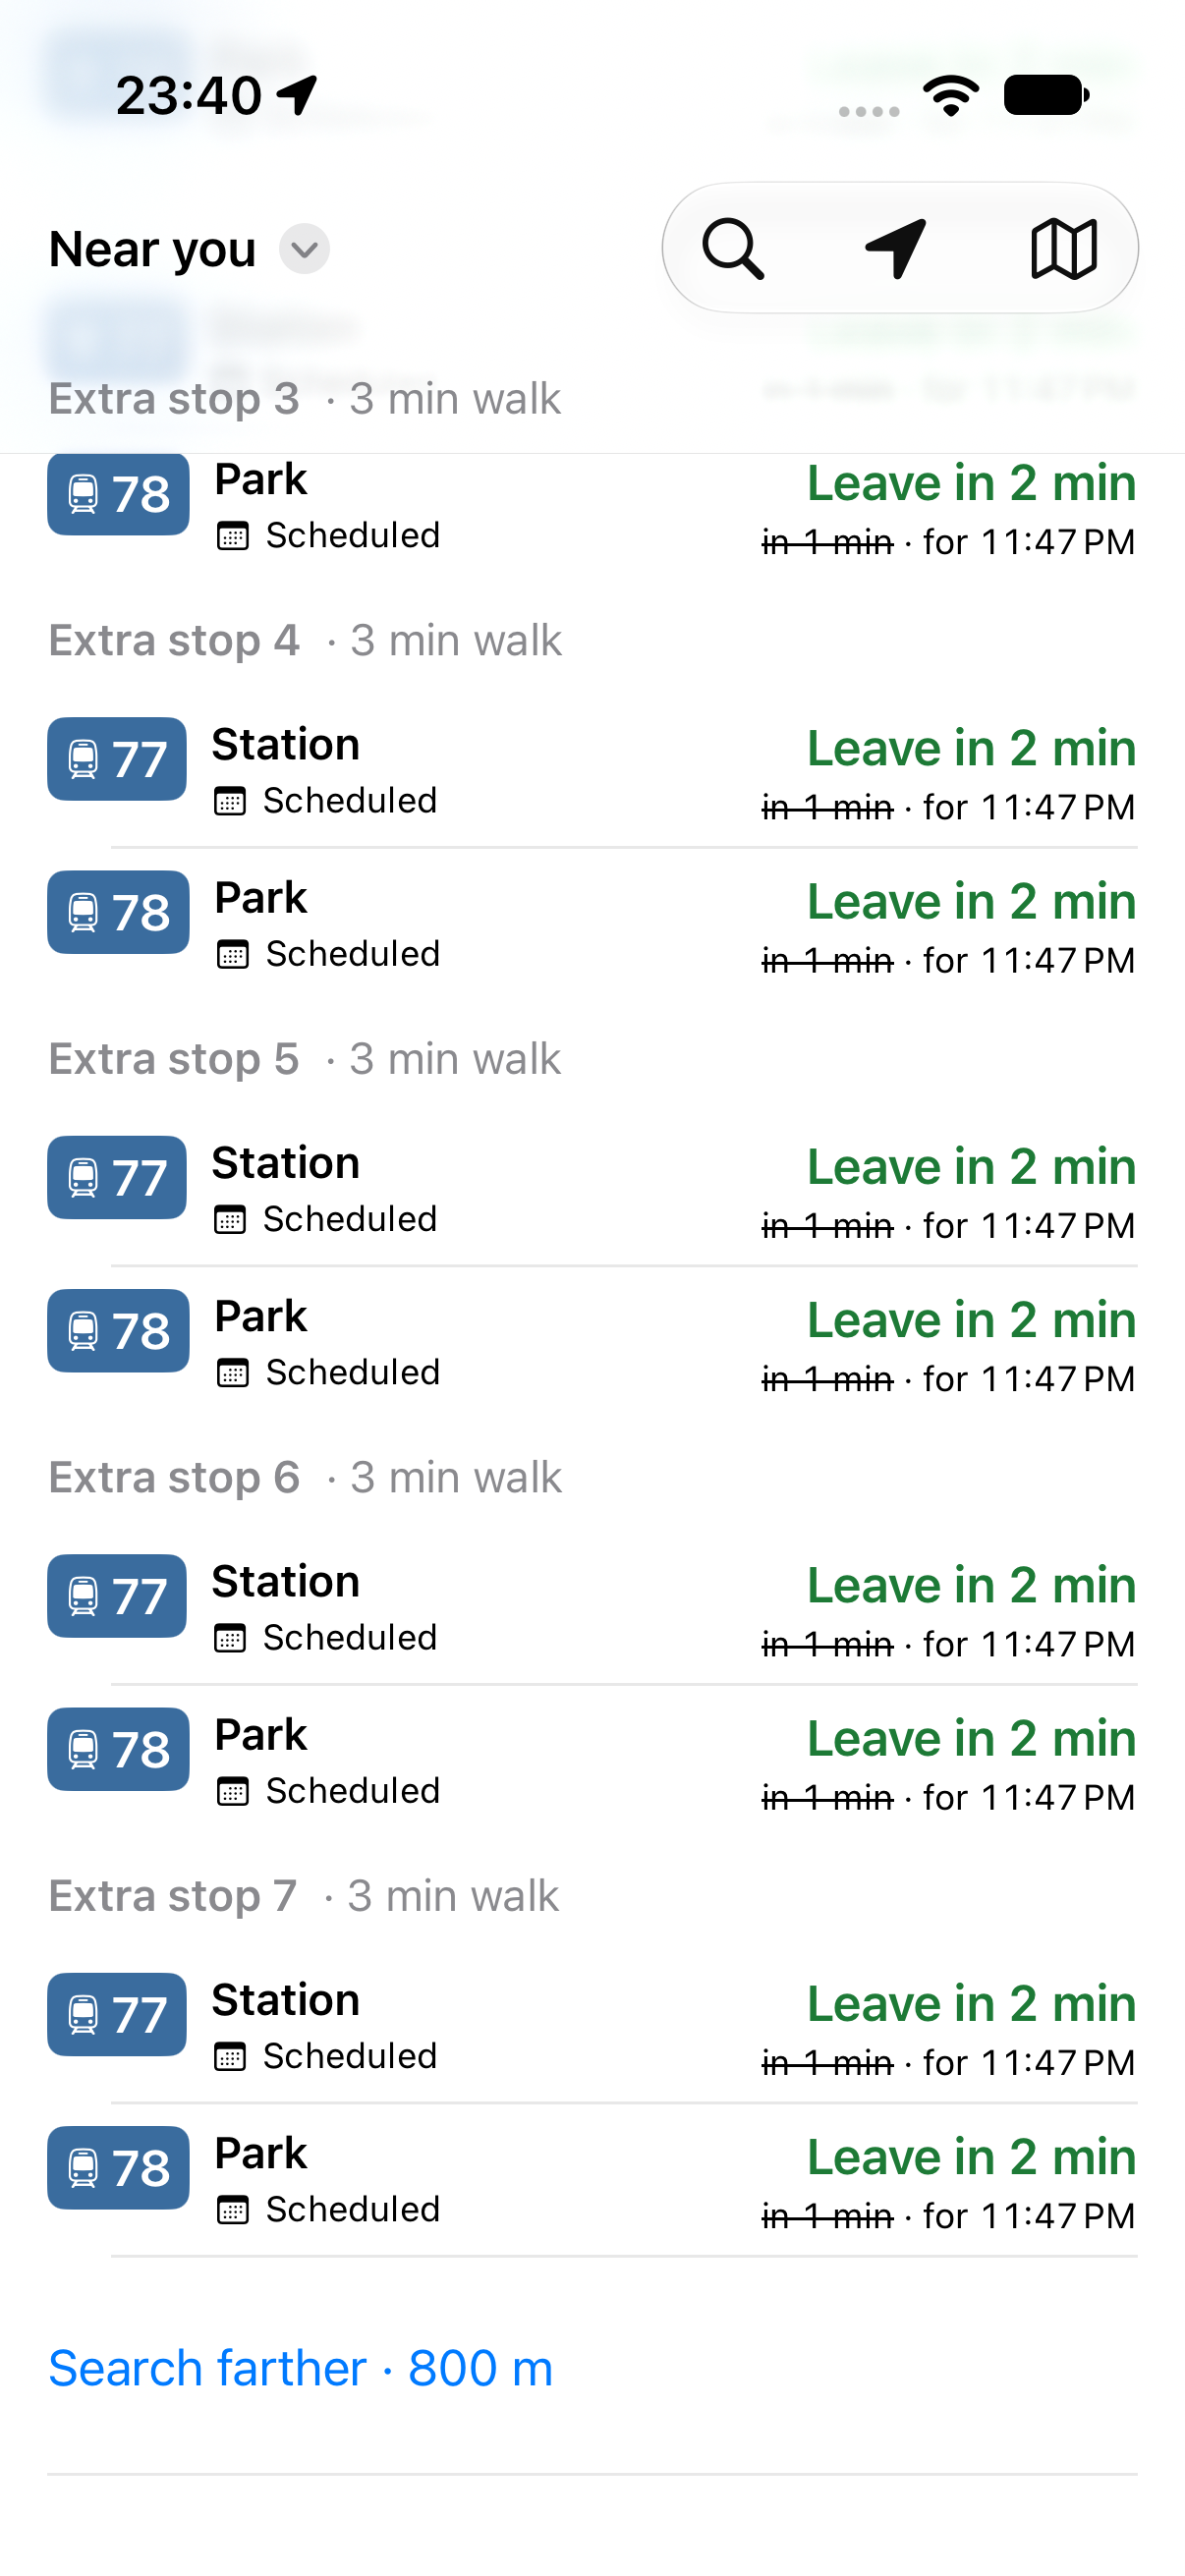 23:40
Near you
Extra stop 3 · 3 min walk
78 Park Leave in 2 min
Scheduled in 1 min · for 11:47 PM
Extra stop 4 · 3 min walk
77 Station Leave in 2 min
Scheduled in 1 min · for 11:47 PM
78 Park Leave in 2 min
Scheduled in 1 min · for 11:47 PM
Extra stop 5 · 3 min walk
77 Station Leave in 2 min
Scheduled in 1 min · for 11:47 PM
78 Park Leave in 2 min
Scheduled in 1 min · for 11:47 PM
Extra stop 6 · 3 min walk
77 Station Leave in 2 min
Scheduled in 1 min · for 11:47 PM
78 Park Leave in 2 min
Scheduled in 1 min · for 11:47 PM
Extra stop 7 · 3 min walk
77 Station Leave in 2 min
Scheduled in 1 min · for 11:47 PM
78 Park Leave in 2 min
Scheduled in 1 min · for 11:47 PM
Search farther · 800 m